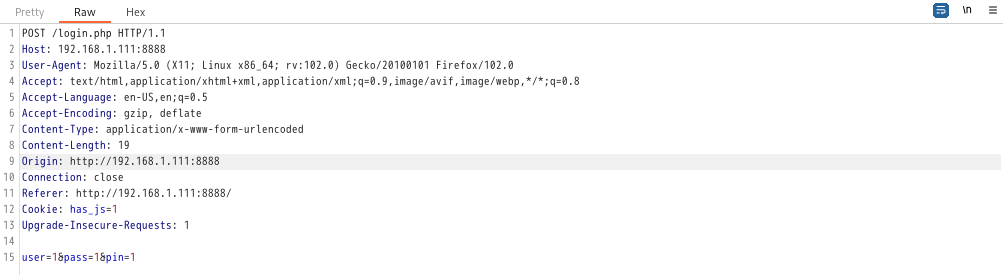 Pretty Raw Hex \n
1 POST /login.php HTTP/1.1
2 Host: 192.168.1.111:8888
3 User-Agent: Mozilla/5.0 (X11; Linux x86_64; rv:102.0) Gecko/20100101 Firefox/102.0
4 Accept: text/html,application/xhtml+xml,application/xml;q=0.9,image/avif,image/webp,*/*;q=0.8
5 Accept-Language: en-US,en;q=0.5
6 Accept-Encoding: gzip, deflate
7 Content-Type: application/x-www-form-urlencoded
8 Content-Length: 19
9 Origin: http://192.168.1.111:8888
10 Connection: close
11 Referer: http://192.168.1.111:8888/
12 Cookie: has_js=1
13 Upgrade-Insecure-Requests: 1
14
15 user=1&pass=1&pin=1